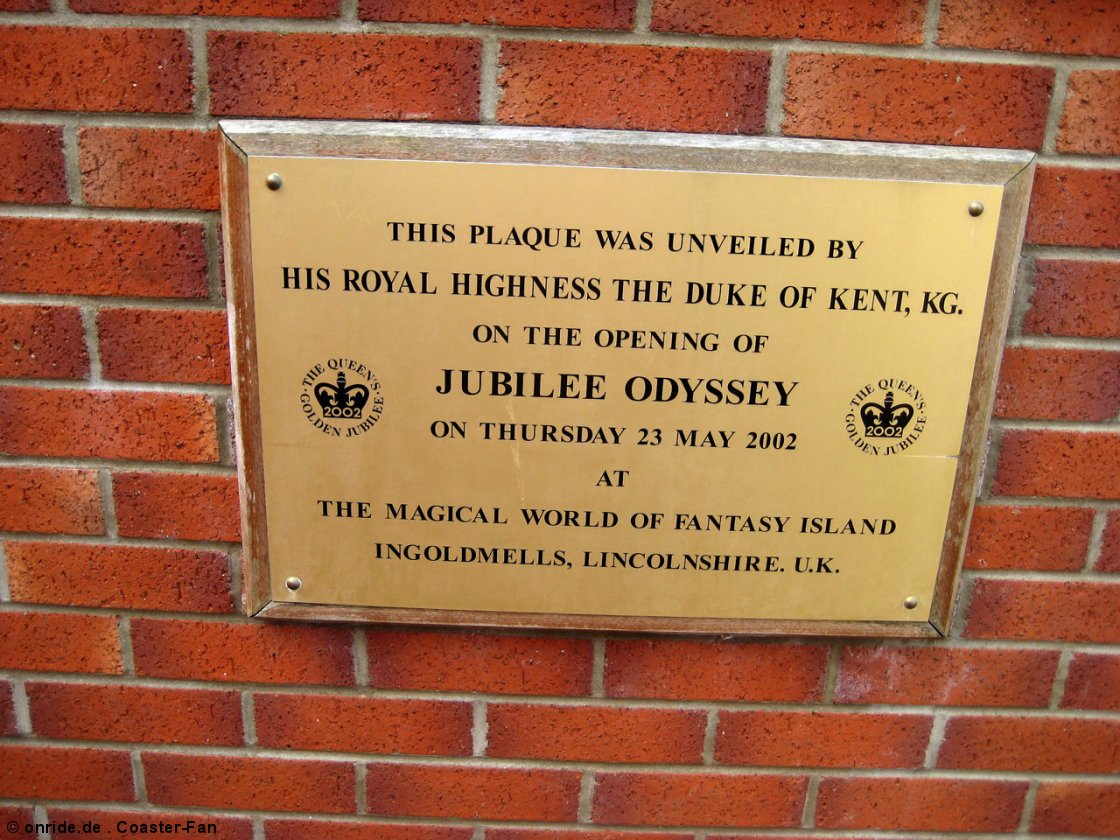 THIS PLAQUE WAS UNVEILED BY
HIS ROYAL HIGHNESS THE DUKE OF KENT, KG.
ON THE OPENING OF
JUBILEE ODYSSEY
ON THURSDAY 23 MAY 2002
AT
THE MAGICAL WORLD OF FANTASY ISLAND
INGOLDMELLS, LINCOLNSHIRE. U.K.
· THE QUEEN'S · GOLDEN JUBILEE
2002
· THE QUEEN'S · GOLDEN JUBILEE
2002
© onride.de . Coaster-Fan